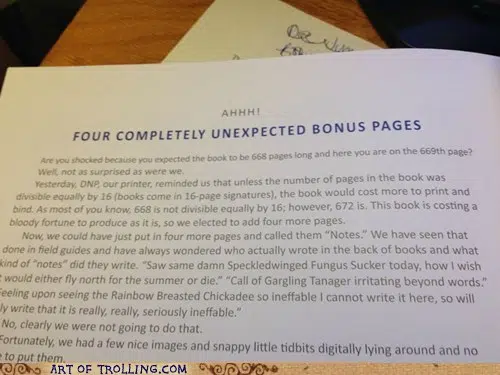 AHHH!
FOUR COMPLETELY UNEXPECTED BONUS PAGES
Are you shocked because you expected the book to be 668 pages long and here you are on the 669th page?
Well, not as surprised as were we.
Yesterday, DNP, our printer, reminded us that unless the number of pages in the book was
divisible equally by 16 (books come in 16-page signatures), the book would cost more to print and
bind. As most of you know, 668 is not divisible equally by 16; however, 672 is. This book is costing a
bloody fortune to produce as it is, so we elected to add four more pages.
Now, we could have just put in four more pages and called them “Notes.” We have seen that
done in field guides and have always wondered who actually wrote in the back of books and what
kind of “notes” did they write. “Saw same damn Speckledwinged Fungus Sucker today, how I wish
t would either fly north for the summer or die.” “Call of Gargling Tanager irritating beyond words.”
Feeling upon seeing the Rainbow Breasted Chickadee so ineffable I cannot write it here, so will
ly write that it is really, really, seriously ineffable.”
No, clearly we were not going to do that.
Fortunately, we had a few nice images and snappy little tidbits digitally lying around and no
e to put them.
ART OF TROLLING.COM